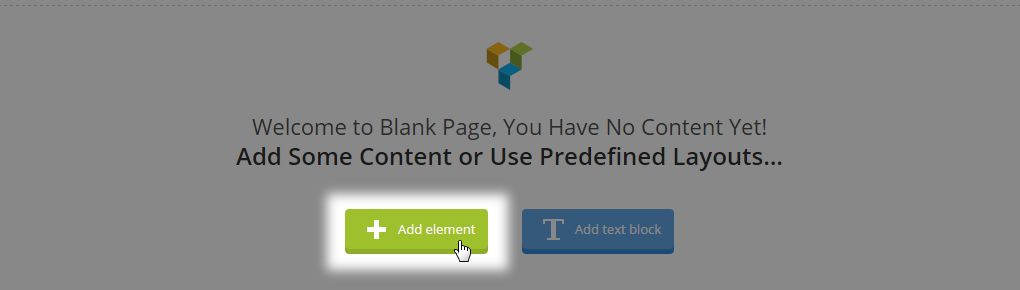 Welcome to Blank Page, You Have No Content Yet!
Add Some Content or Use Predefined Layouts...
Add element
Add text block